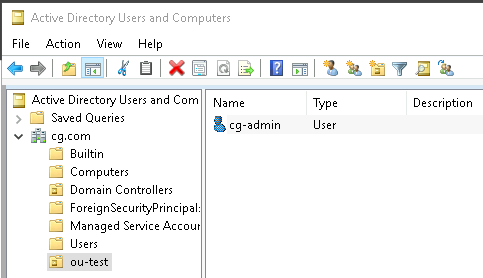 Active Directory Users and Computers
File Action View Help
Active Directory Users and Com
Saved Queries
cg.com
Builtin
Computers
Domain Controllers
ForeignSecurityPrincipals
Managed Service Accour
Users
ou-test
Name Type Description
cg-admin User